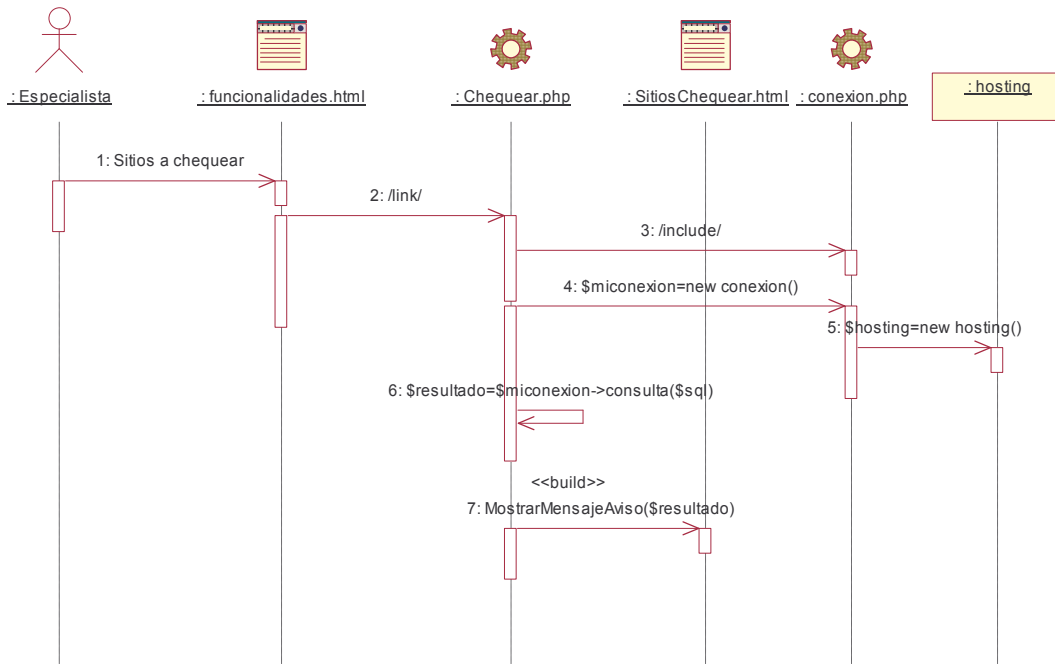 : Especialista
: funcionalidades.html
: Chequear.php
: SitiosChequear.html
: conexion.php
: hosting
1: Sitios a chequear
2: /link/
3: /include/
4: $miconexion=new conexion()
5: $hosting=new hosting()
6: $resultado=$miconexion->consulta($sql)
<<build>>
7: MostrarMensajeAviso($resultado)